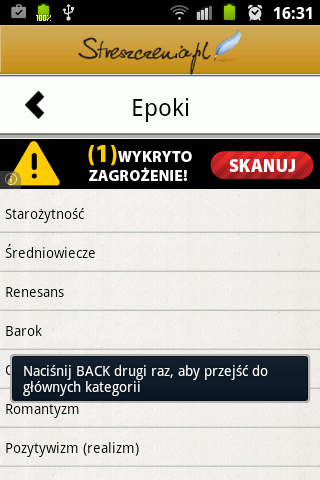 100%
16:31
Streszczenia.pl
Epoki
(1) WYKRYTO
ZAGROŻENIE!
SKANUJ
Starożytność
Średniowiecze
Renesans
Barok
Naciśnij BACK drugi raz, aby przejść do
głównych kategorii
Romantyzm
Pozytywizm (realizm)